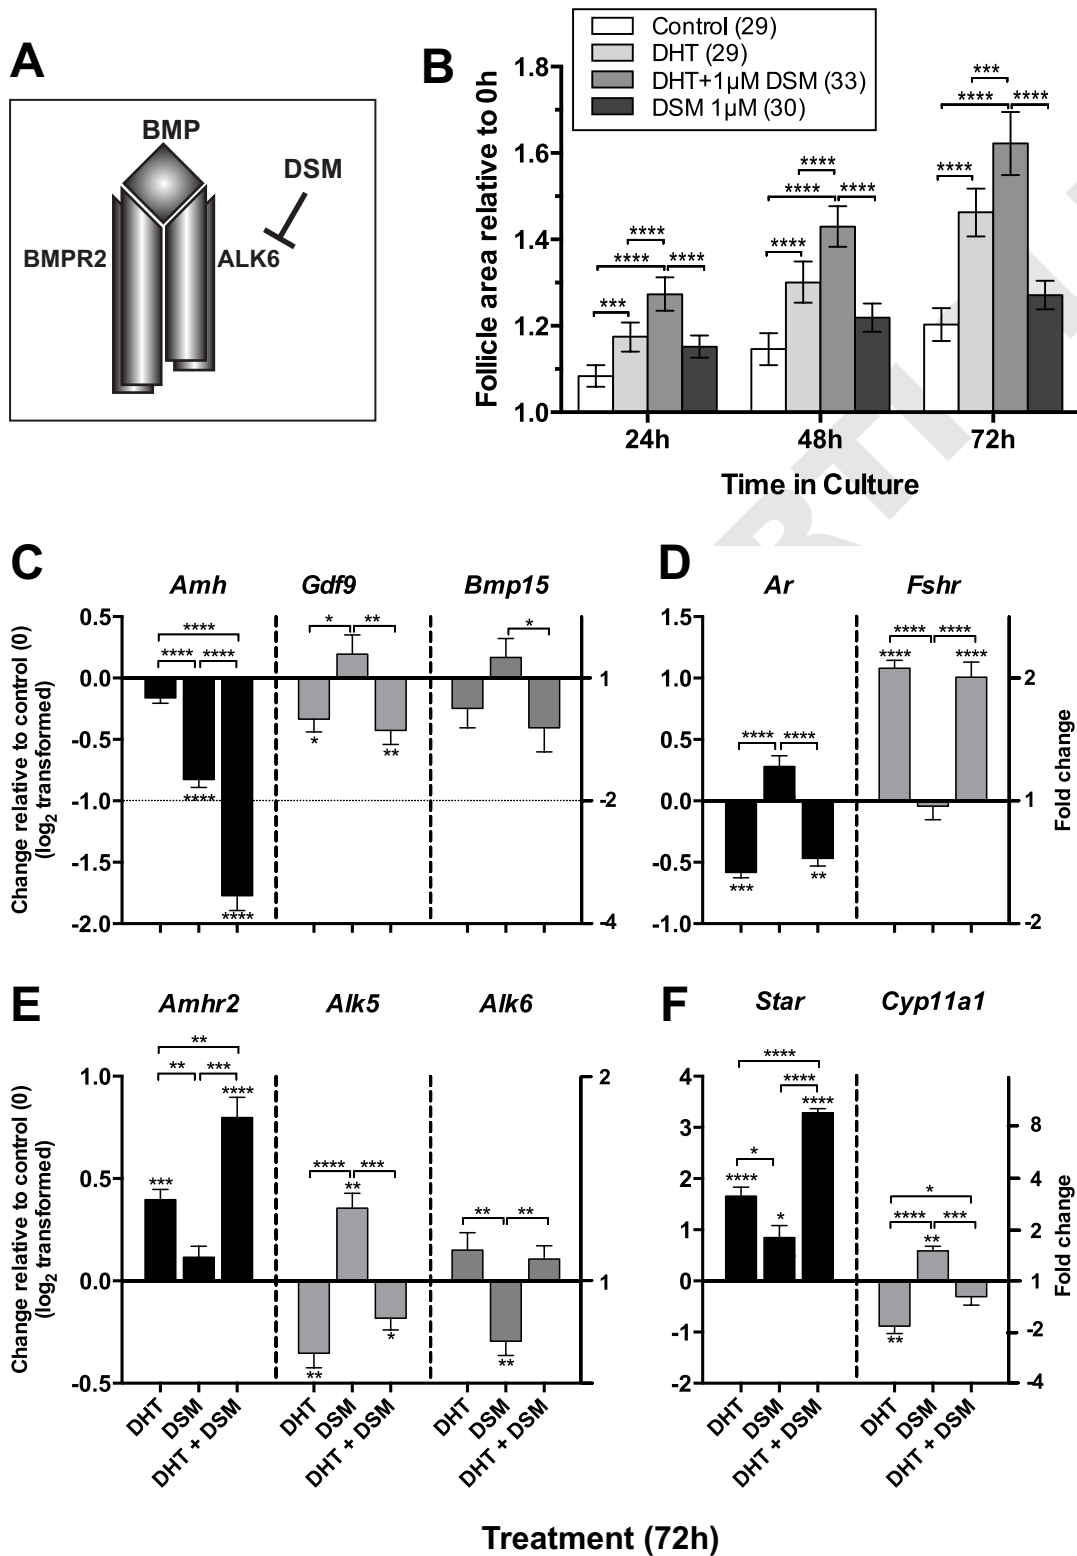 A
BMP
DSM
BMPR2
ALK6
B
Control (29)
DHT (29)
DHT+1µM DSM (33)
DSM 1µM (30)
Follicle area relative to 0h
1.8
1.6
1.4
1.2
1.0
*** **** **** ****
**** **** **** ****
**** **** *** ****
24h 48h 72h
Time in Culture
C
Amh Gdf9 Bmp15
Change relative to control (0)
(log2 transformed)
0.5
0.0
-0.5
-1.0
-1.5
-2.0
****
**** ****
****
****
* **
*
**
*
1
-2
-4
D
Ar Fshr
1.5
1.0
0.5
0.0
-0.5
-1.0
**** ****
***
**
**** ****
**** ****
2
1
-2
Fold change
E
Amhr2 Alk5 Alk6
Change relative to control (0)
(log2 transformed)
1.0
0.5
0.0
-0.5
**
** ***
***
****
**** ***
**
**
*
** **
**
2
1
DHT DSM DHT + DSM DHT DSM DHT + DSM DHT DSM DHT + DSM
F
Star Cyp11a1
4
3
2
1
0
-1
-2
****
****
****
*
****
*
*
**** ***
**
**
8
4
2
1
-2
-4
Fold change
DHT DSM DHT + DSM DHT DSM DHT + DSM
Treatment (72h)